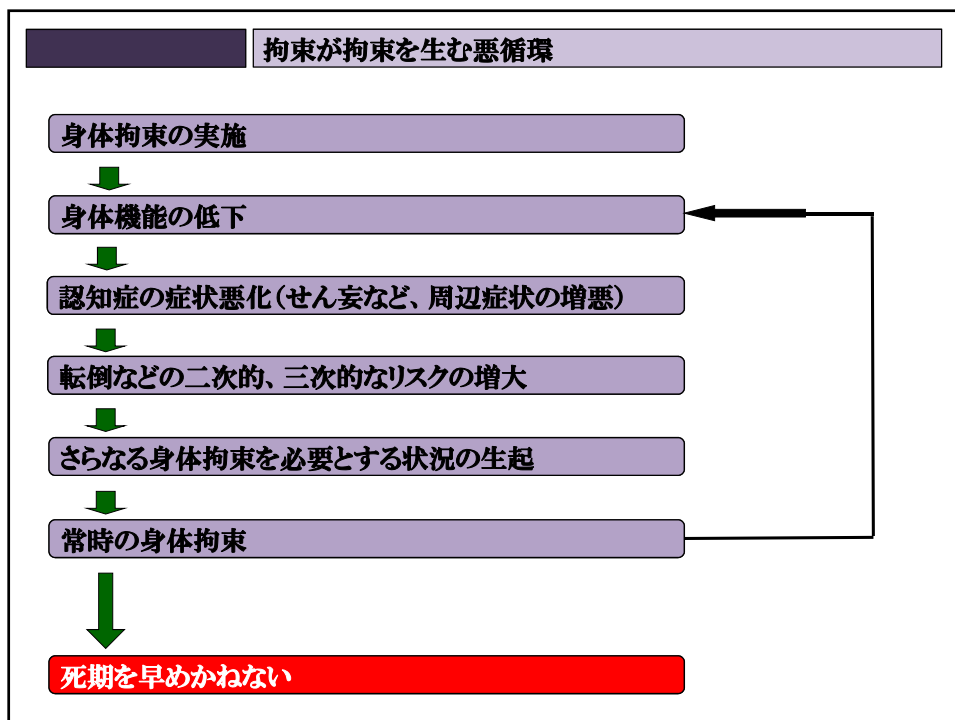 拘束が拘束を生む悪循環
身体拘束の実施
身体機能の低下
認知症の症状悪化（せん妄など、周辺症状の増悪）
転倒などの二次的、三次的なリスクの増大
さらなる身体拘束を必要とする状況の生起
常時の身体拘束
死期を早めかねない